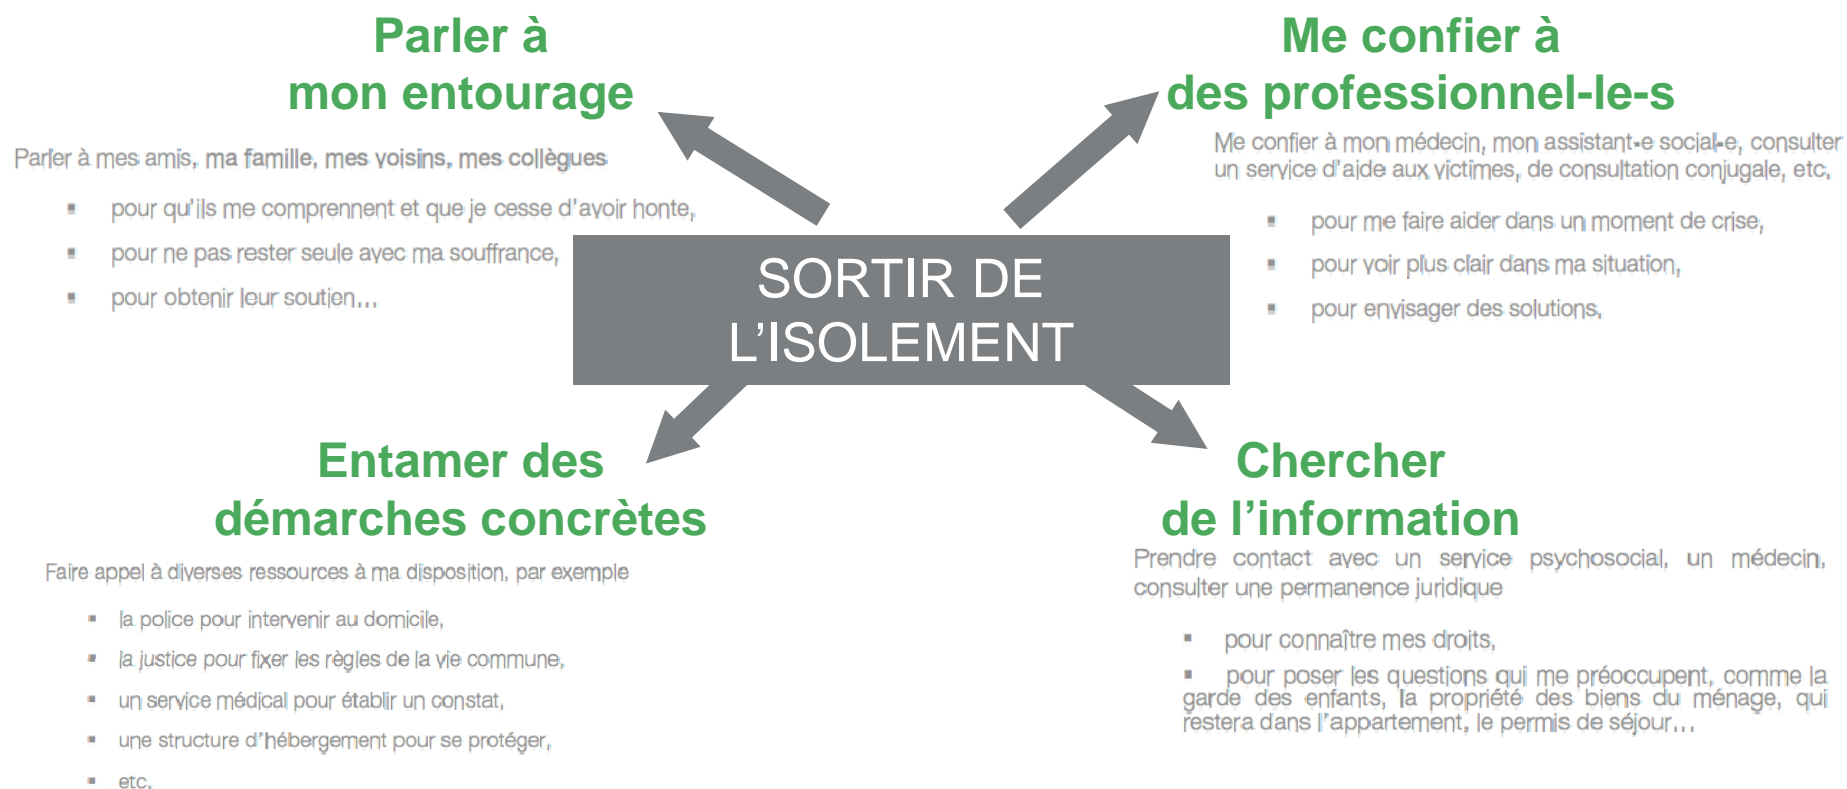 Parler à
mon entourage
Parler à mes amis, ma famille, mes voisins, mes collègues
▪ pour qu'ils me comprennent et que je cesse d'avoir honte,
▪ pour ne pas rester seule avec ma souffrance,
▪ pour obtenir leur soutien...
Me confier à
des professionnel-le-s
Me confier à mon médecin, mon assistant-e social-e, consulter
un service d'aide aux victimes, de consultation conjugale, etc.
▪ pour me faire aider dans un moment de crise,
▪ pour voir plus clair dans ma situation,
▪ pour envisager des solutions.
SORTIR DE
L’ISOLEMENT
Entamer des
démarches concrètes
Faire appel à diverses ressources à ma disposition, par exemple
▪ la police pour intervenir au domicile,
▪ la justice pour fixer les règles de la vie commune,
▪ un service médical pour établir un constat,
▪ une structure d'hébergement pour se protéger,
▪ etc.
Chercher
de l’information
Prendre contact avec un service psychosocial, un médecin,
consulter une permanence juridique
▪ pour connaître mes droits,
▪ pour poser les questions qui me préoccupent, comme la
garde des enfants, la propriété des biens du ménage, qui
restera dans l'appartement, le permis de séjour...